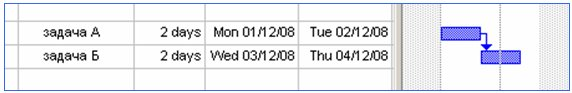 задача А 2 days Mon 01/12/08 Tue 02/12/08
задача Б 2 days Wed 03/12/08 Thu 04/12/08